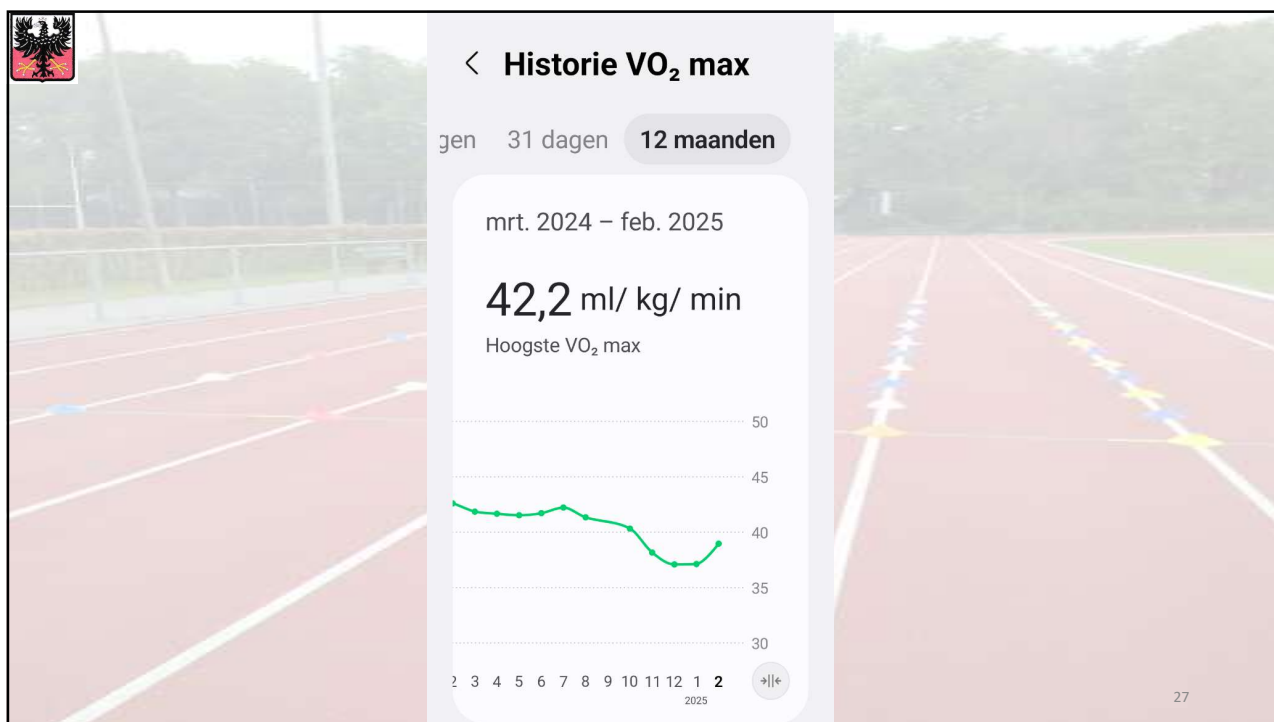 < Historie VO₂ max
gen 31 dagen 12 maanden
mrt. 2024 – feb. 2025
42,2 ml/ kg/ min
Hoogste VO₂ max
50
45
40
35
30
2 3 4 5 6 7 8 9 10 11 12 1 2
2025
27